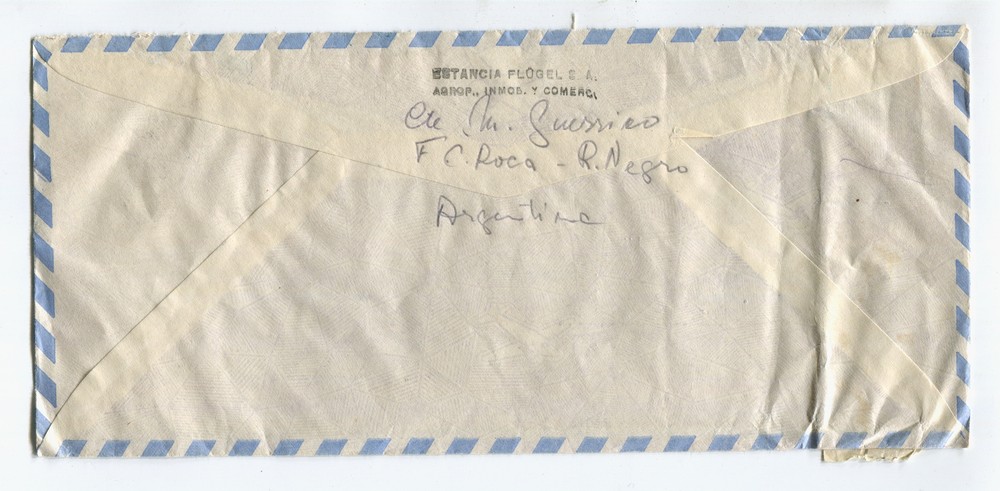 ESTANCIA FLÜGEL S. A.
AGROP., INMOB. Y COMERC.
Cte M. Guerrico
F C. Roca - R. Negro
Argentina